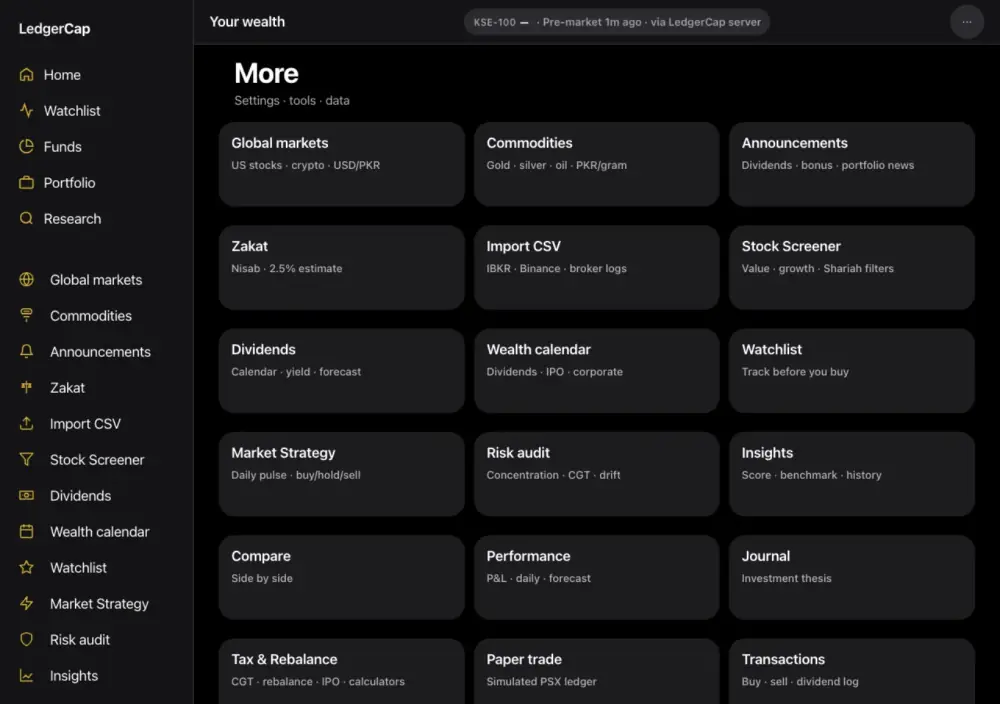 LedgerCap
Home
Watchlist
Funds
Portfolio
Research
Global markets
Commodities
Announcements
Zakat
Import CSV
Stock Screener
Dividends
Wealth calendar
Watchlist
Market Strategy
Risk audit
Insights
Your wealth
KSE-100 — · Pre-market 1m ago · via LedgerCap server
···
More
Settings · tools · data
Global markets
US stocks · crypto · USD/PKR
Commodities
Gold · silver · oil · PKR/gram
Announcements
Dividends · bonus · portfolio news
Zakat
Nisab · 2.5% estimate
Import CSV
IBKR · Binance · broker logs
Stock Screener
Value · growth · Shariah filters
Dividends
Calendar · yield · forecast
Wealth calendar
Dividends · IPO · corporate
Watchlist
Track before you buy
Market Strategy
Daily pulse · buy/hold/sell
Risk audit
Concentration · CGT · drift
Insights
Score · benchmark · history
Compare
Side by side
Performance
P&L · daily · forecast
Journal
Investment thesis
Tax & Rebalance
CGT · rebalance · IPO · calculators
Paper trade
Simulated PSX ledger
Transactions
Buy · sell · dividend log